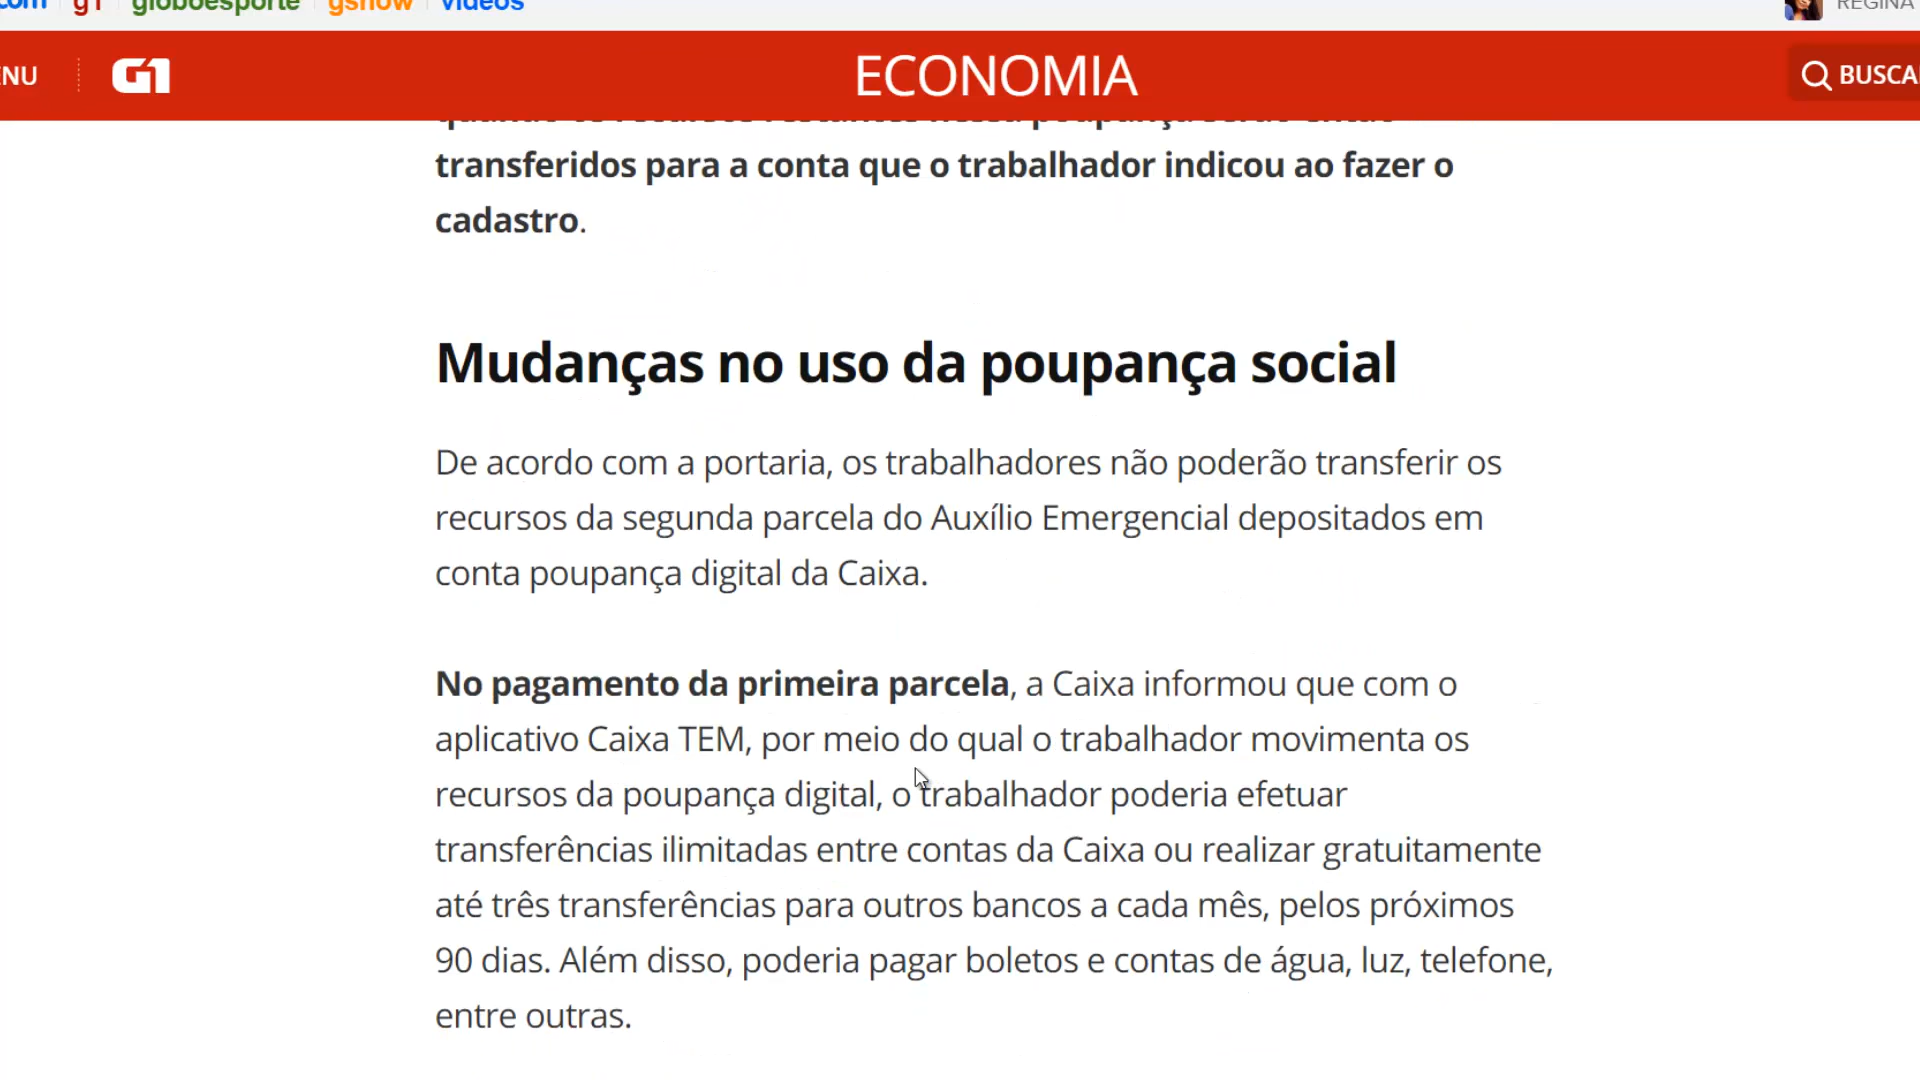 com g1 globoesporte gshow vídeos REGINA
ENU G1 ECONOMIA BUSCA
transferidos para a conta que o trabalhador indicou ao fazer o
cadastro.
Mudanças no uso da poupança social
De acordo com a portaria, os trabalhadores não poderão transferir os
recursos da segunda parcela do Auxílio Emergencial depositados em
conta poupança digital da Caixa.
No pagamento da primeira parcela, a Caixa informou que com o
aplicativo Caixa TEM, por meio do qual o trabalhador movimenta os
recursos da poupança digital, o trabalhador poderia efetuar
transferências ilimitadas entre contas da Caixa ou realizar gratuitamente
até três transferências para outros bancos a cada mês, pelos próximos
90 dias. Além disso, poderia pagar boletos e contas de água, luz, telefone,
entre outras.